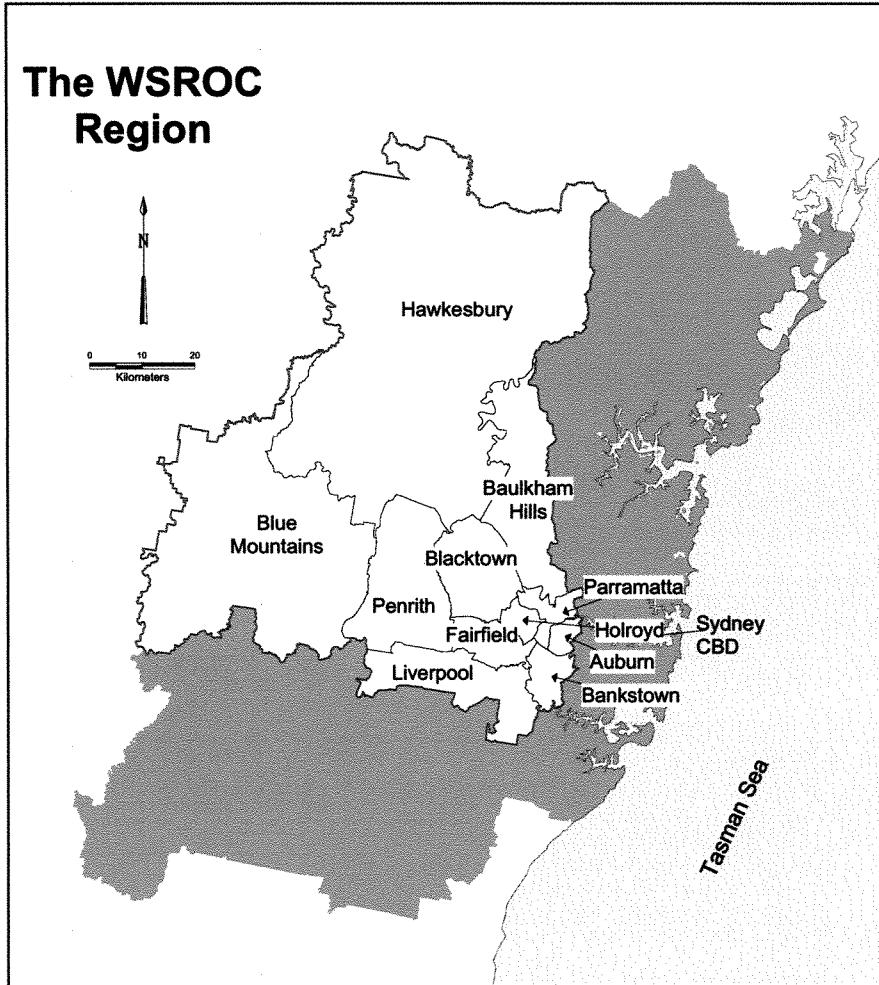 The WSROC
Region
N
0 10 20
Kilometers
Hawkesbury
Baulkham
Hills
Blue
Mountains
Blacktown
Penrith
Parramatta
Fairfield
Holroyd
Sydney
CBD
Auburn
Liverpool
Bankstown
Tasman Sea